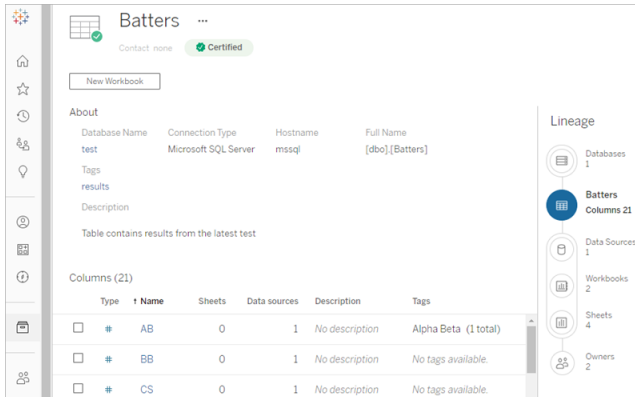 Batters ...
Contact none Certified
New Workbook
About
Database Name Connection Type Hostname Full Name
test Microsoft SQL Server mssql [dbo].[Batters]
Tags
results
Description
Table contains results from the latest test
Columns (21)
Type ↑ Name Sheets Data sources Description Tags
# AB 0 1 No description Alpha Beta (1 total)
# BB 0 1 No description No tags available.
# CS 0 1 No description No tags available.
Lineage
Databases
1
Batters
Columns 21
Data Sources
1
Workbooks
2
Sheets
4
Owners
2